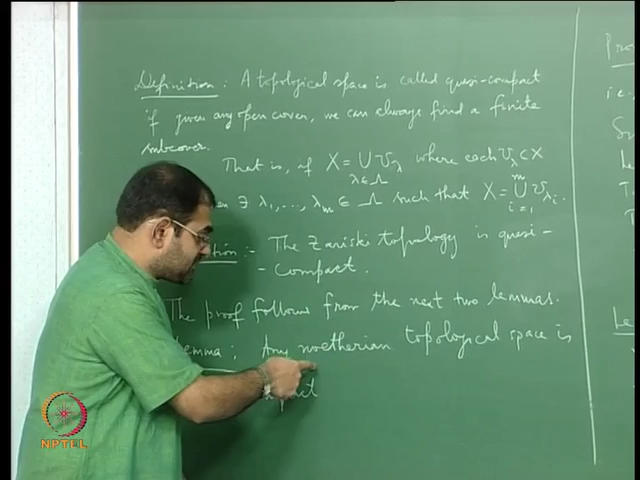 Definition : A topological space is called quasi-compact
if given any open cover, we can always find a finite
subcover.
That is, if X = ∪ U_λ where each U_λ ⊂ X
λ∈Λ
∃ λ₁, ..., λ_m ∈ Λ such that X = ∪ U_λᵢ.
m
i = 1
:- The Zariski topology is quasi-
- compact.
The proof follows from the next two lemmas.
Lemma : Any noetherian topological space is
i.e.
NPTEL